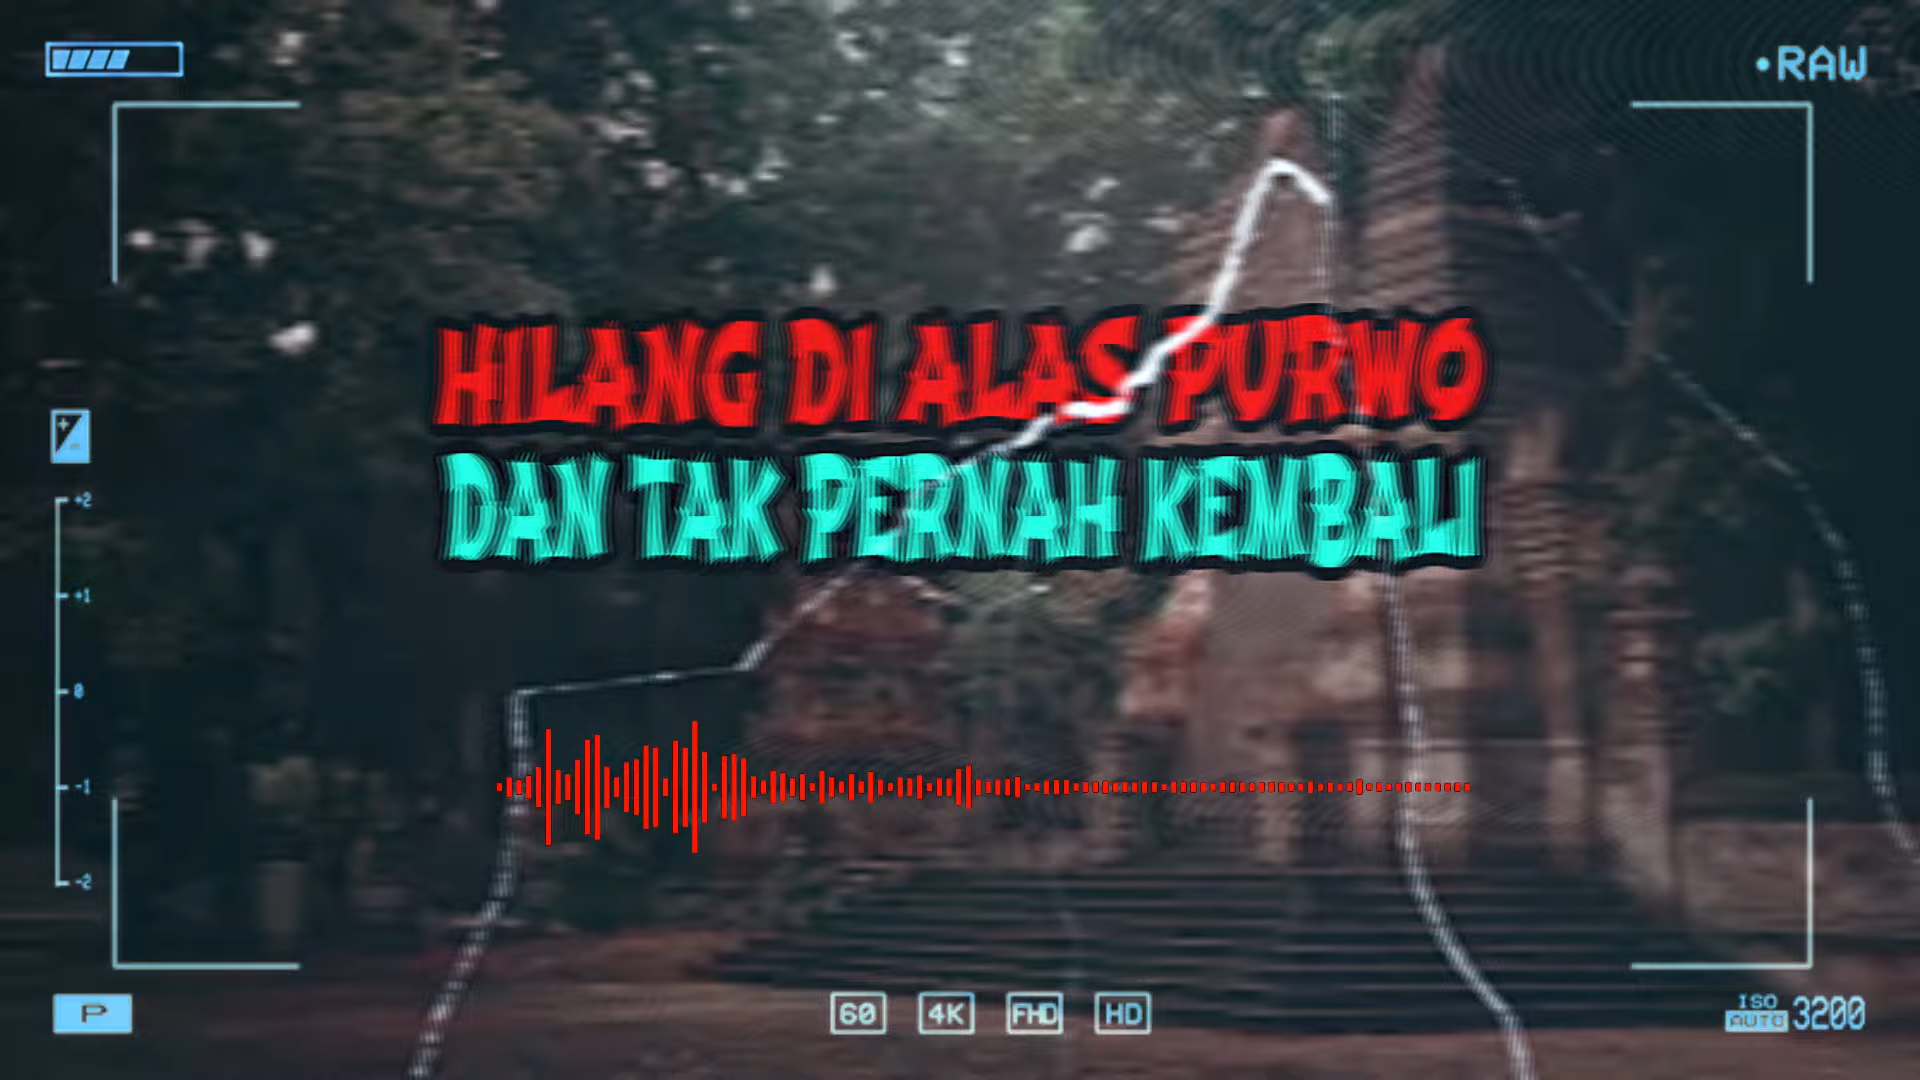 •RAW
HILANG DI ALAS PURWO
DAN TAK PERNAH KEMBALI
+2
+1
0
-1
-2
P
60 4K FHD HD
ISO
AUTO 3200